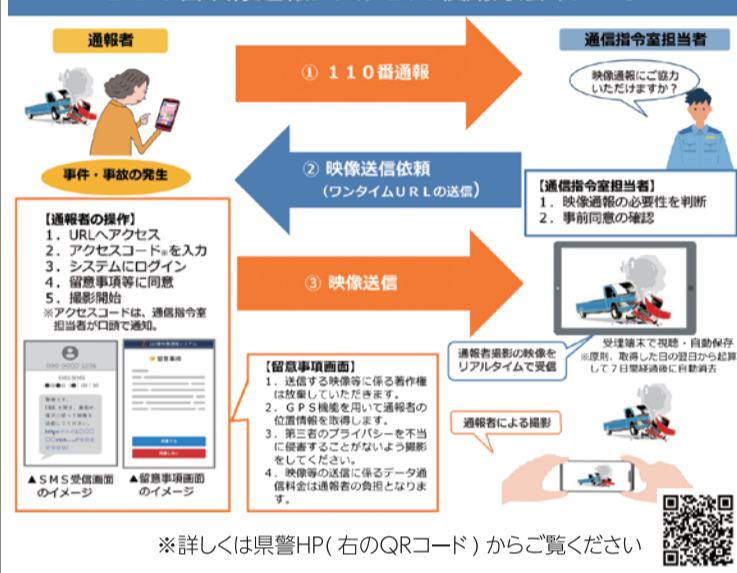 通報者
① 110番通報
通信指令室担当者
映像通報にご協力
いただけますか？
事件・事故の発生
② 映像送信依頼
(ワンタイムURLの送信)
【通信指令室担当者】
1．映像通報の必要性を判断
2．事前同意の確認
【通報者の操作】
1．URLへアクセス
2．アクセスコード※を入力
3．システムにログイン
4．留意事項等に同意
5．撮影開始
※アクセスコードは、通信指令室
担当者が口頭で通知。
③ 映像送信
通報者撮影の映像を
リアルタイムで受信
受理端末で視聴・自動保存
※原則、取得した日の翌日から起算
して7日間経過後に自動消去
留意事項
▲SMS受信画面
のイメージ
▲留意事項画面
のイメージ
【留意事項画面】
1．送信する映像等に係る著作権
は放棄していただきます。
2．GPS機能を用いて通報者の
位置情報を取得します。
3．第三者のプライバシーを不当
に侵害することがないよう撮影
をしてください。
4．映像等の送信に係るデータ通
信料金は通報者の負担となりま
す。
通報者による撮影
※詳しくは県警HP(右のQRコード)からご覧ください